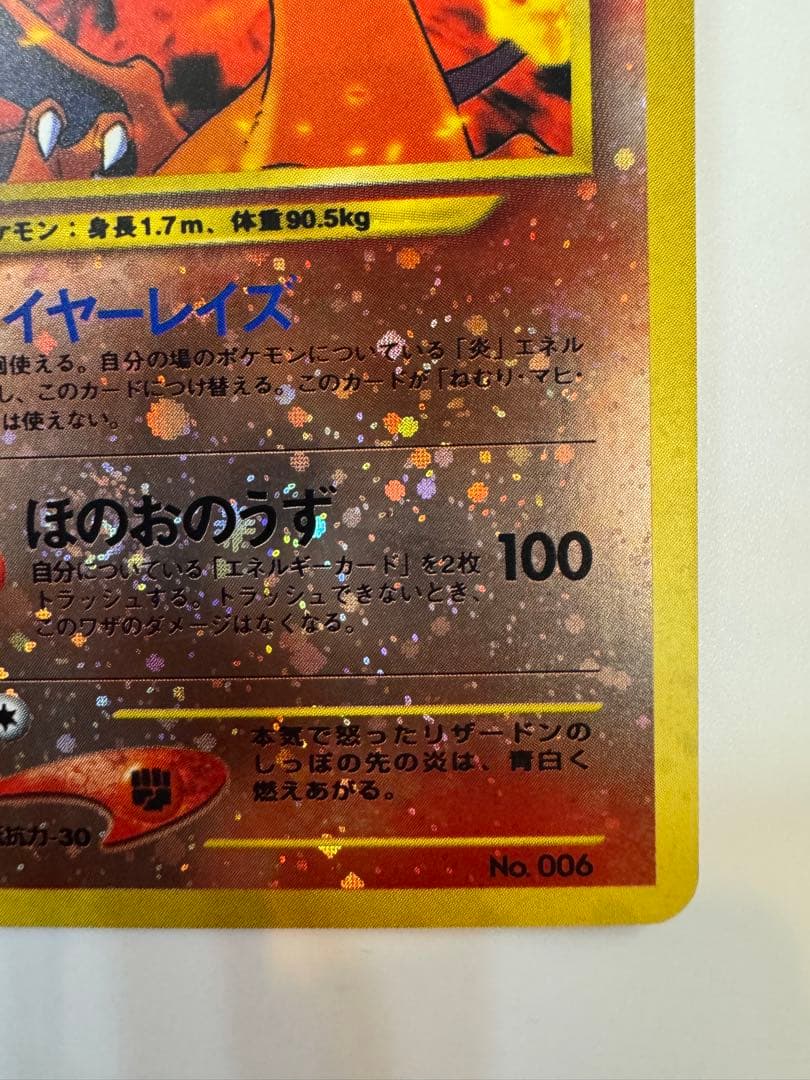 ケモン：身長1.7m、体重90.5kg
イヤーレイズ
使える。自分の場のポケモンについている「炎」エネル
し、このカードにつけ替える。このカードが「ねむり・マヒ・
は使えない。
ほのおのうず
100
自分についている「エネルギーカード」を2枚
トラッシュする。トラッシュできないとき、
このワザのダメージはなくなる。
本気で怒ったリザードンの
しっぽの先の炎は、青白く
燃えあがる。
抗力-30
No. 006